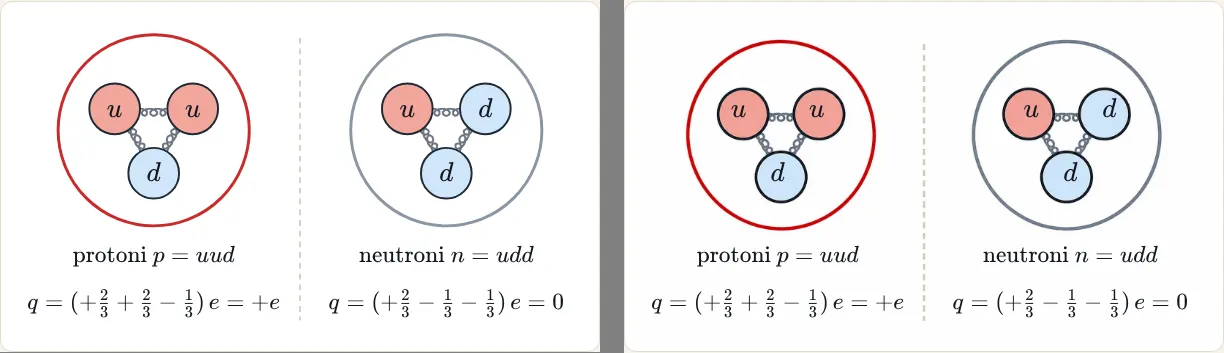 u u
d
protoni p = uud
q = (+2/3 + 2/3 − 1/3) e = +e
u d
d
neutroni n = udd
q = (+2/3 − 1/3 − 1/3) e = 0
u u
d
protoni p = uud
q = (+2/3 + 2/3 − 1/3) e = +e
u d
d
neutroni n = udd
q = (+2/3 − 1/3 − 1/3) e = 0